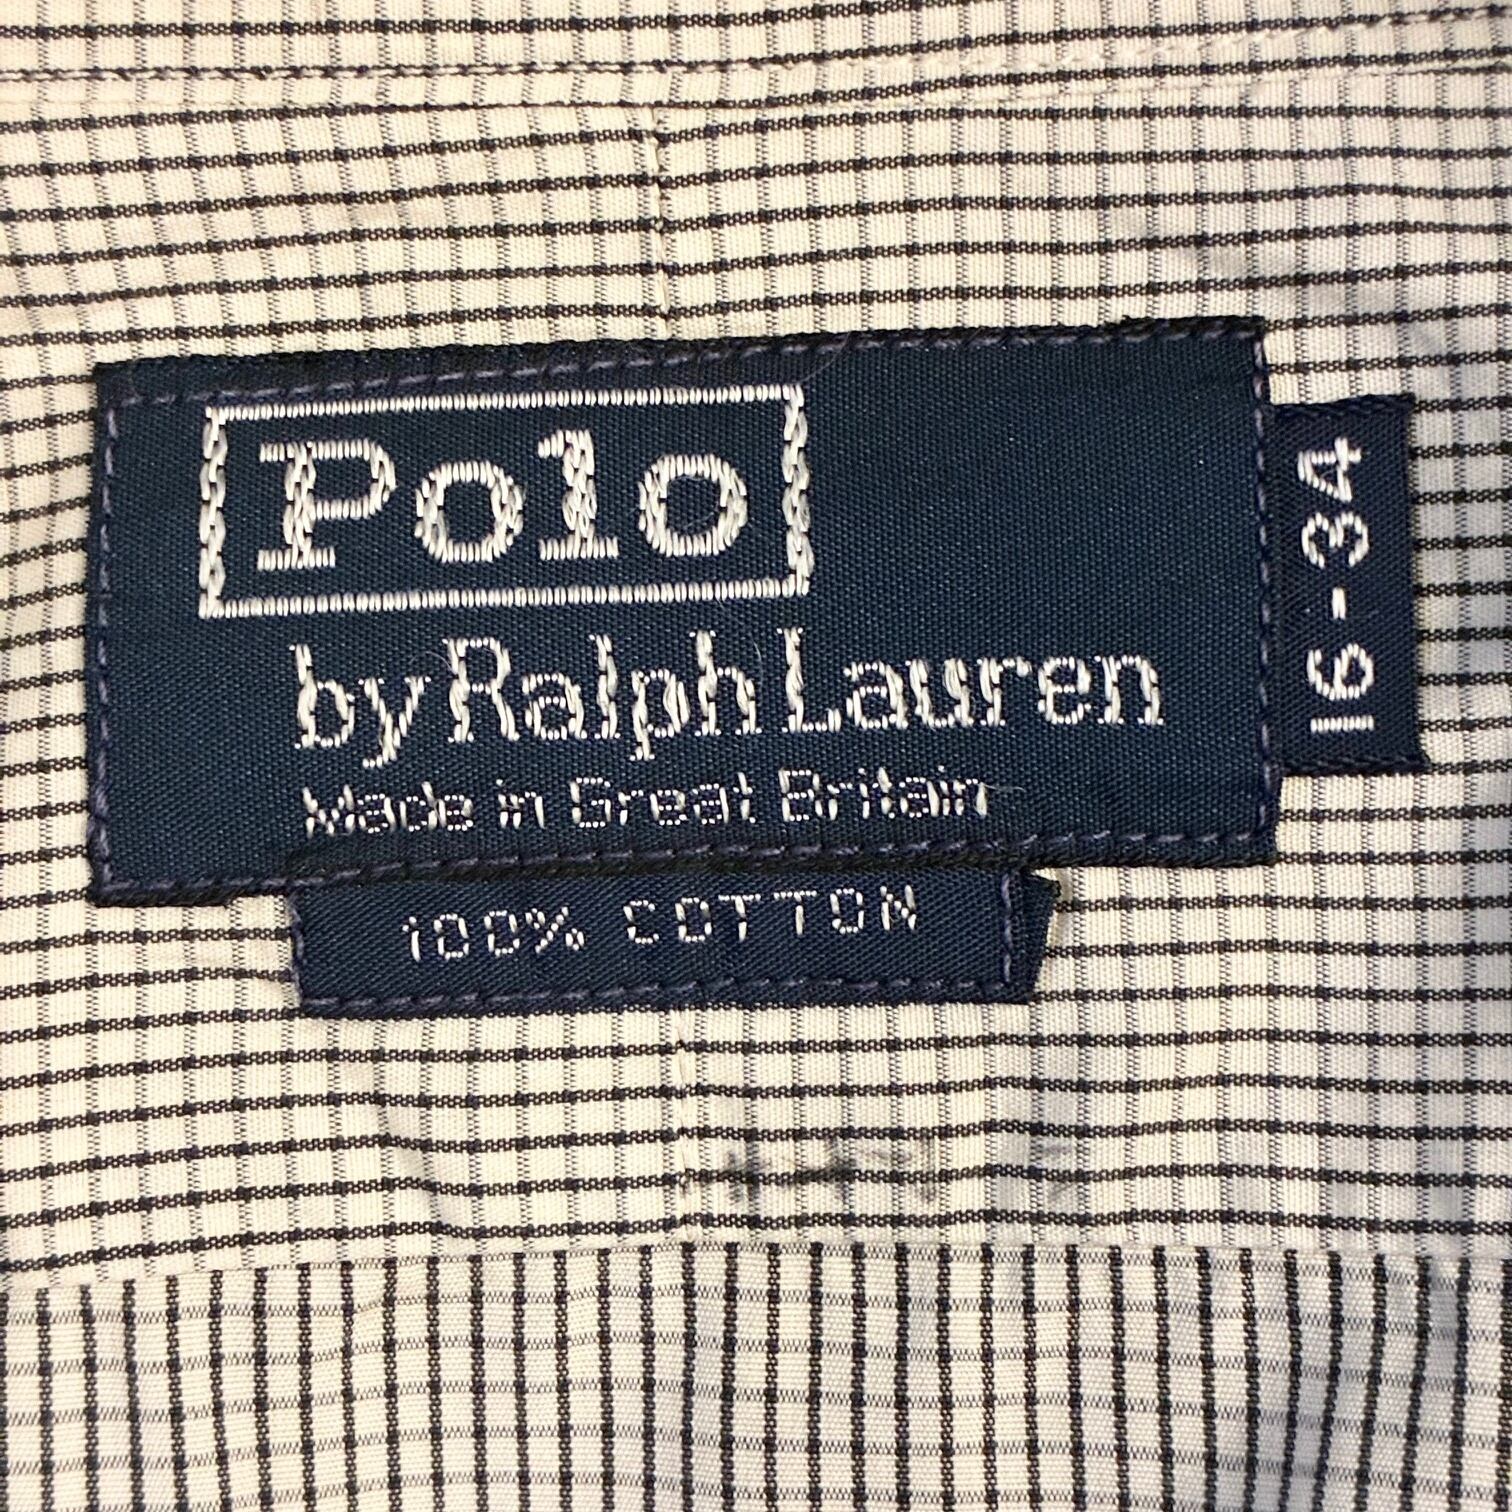 Polo
by Ralph Lauren
Made in Great Britain
100% COTTON
16-34